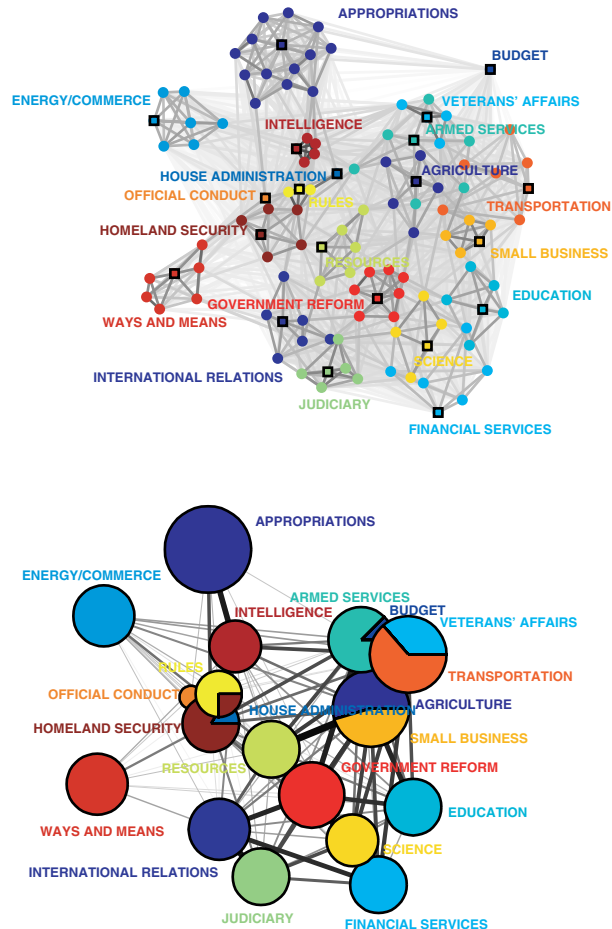 APPROPRIATIONS
BUDGET
ENERGY/COMMERCE
VETERANS' AFFAIRS
INTELLIGENCE
ARMED SERVICES
HOUSE ADMINISTRATION
AGRICULTURE
OFFICIAL CONDUCT
RULES
TRANSPORTATION
HOMELAND SECURITY
SMALL BUSINESS
RESOURCES
EDUCATION
GOVERNMENT REFORM
WAYS AND MEANS
SCIENCE
INTERNATIONAL RELATIONS
JUDICIARY
FINANCIAL SERVICES
APPROPRIATIONS
ENERGY/COMMERCE
ARMED SERVICES
BUDGET
INTELLIGENCE
VETERANS' AFFAIRS
RULES
TRANSPORTATION
OFFICIAL CONDUCT
AGRICULTURE
HOUSE ADMINISTRATION
HOMELAND SECURITY
SMALL BUSINESS
RESOURCES
GOVERNMENT REFORM
EDUCATION
WAYS AND MEANS
SCIENCE
INTERNATIONAL RELATIONS
JUDICIARY
FINANCIAL SERVICES